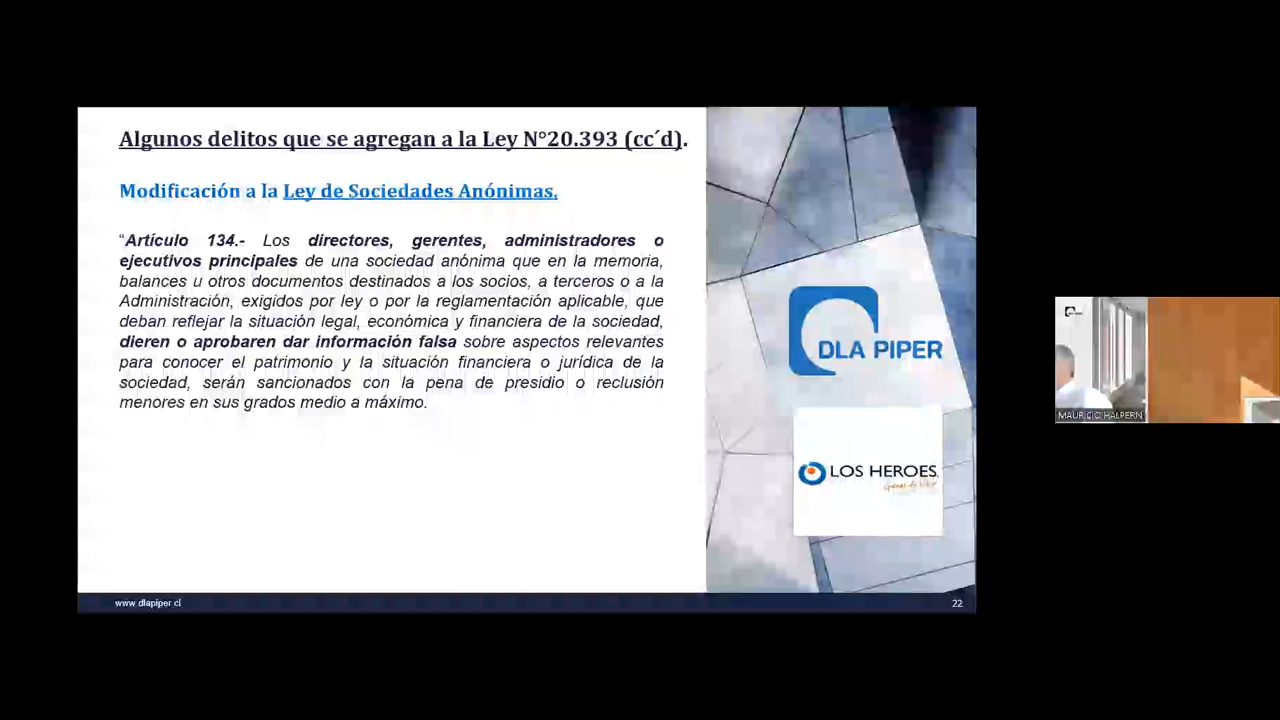 Algunos delitos que se agregan a la Ley N°20.393 (cc´d).
Modificación a la Ley de Sociedades Anónimas.
“Artículo 134.- Los directores, gerentes, administradores o
ejecutivos principales de una sociedad anónima que en la memoria,
balances u otros documentos destinados a los socios, a terceros o a la
Administración, exigidos por ley o por la reglamentación aplicable, que
deban reflejar la situación legal, económica y financiera de la sociedad,
dieren o aprobaren dar información falsa sobre aspectos relevantes
para conocer el patrimonio y la situación financiera o jurídica de la
sociedad, serán sancionados con la pena de presidio o reclusión
menores en sus grados medio a máximo.
DLA PIPER
LOS HEROES
MAURICIO HALPERN
www.dlapiper.cl
22